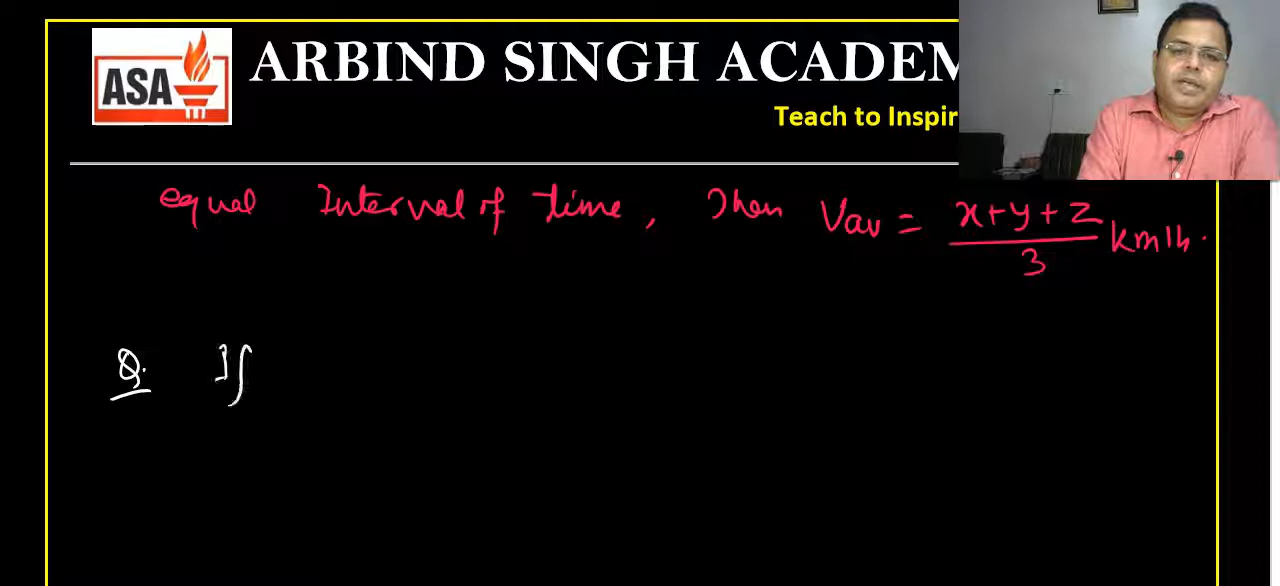 ARBIND SINGH ACADEM
ASA
Teach to Inspir
equal Interval of time, Then Vav = x+y+z/3 km/h.
Q. If